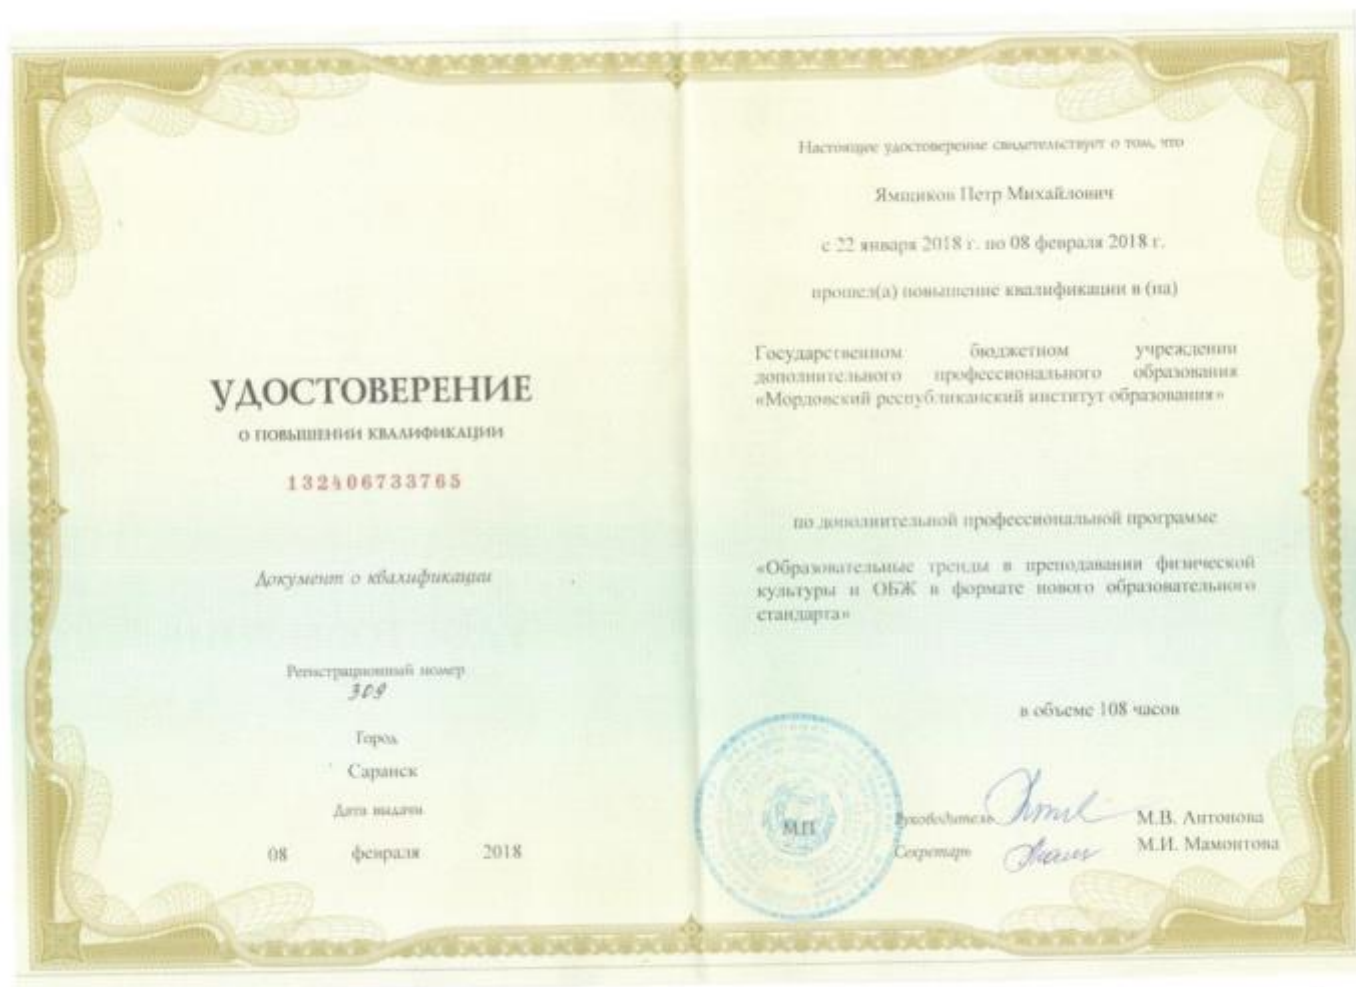 УДОСТОВЕРЕНИЕ
О ПОВЫШЕНИИ КВАЛИФИКАЦИИ
132406733765
Документ о квалификации
Регистрационный номер
309
Город
Саранск
Дата выдачи
08 февраля 2018
Настоящее удостоверение свидетельствует о том, что
Ямщиков Петр Михайлович
с 22 января 2018 г. по 08 февраля 2018 г.
прошел(а) повышение квалификации в (на)
Государственном бюджетном учреждении
дополнительного профессионального образования
«Мордовский республиканский институт образования»
по дополнительной профессиональной программе
«Образовательные тренды в преподавании физической
культуры и ОБЖ в формате нового образовательного
стандарта»
в объеме 108 часов
М.П.
Руководитель М.В. Антонова
Секретарь М.И. Мамонтова